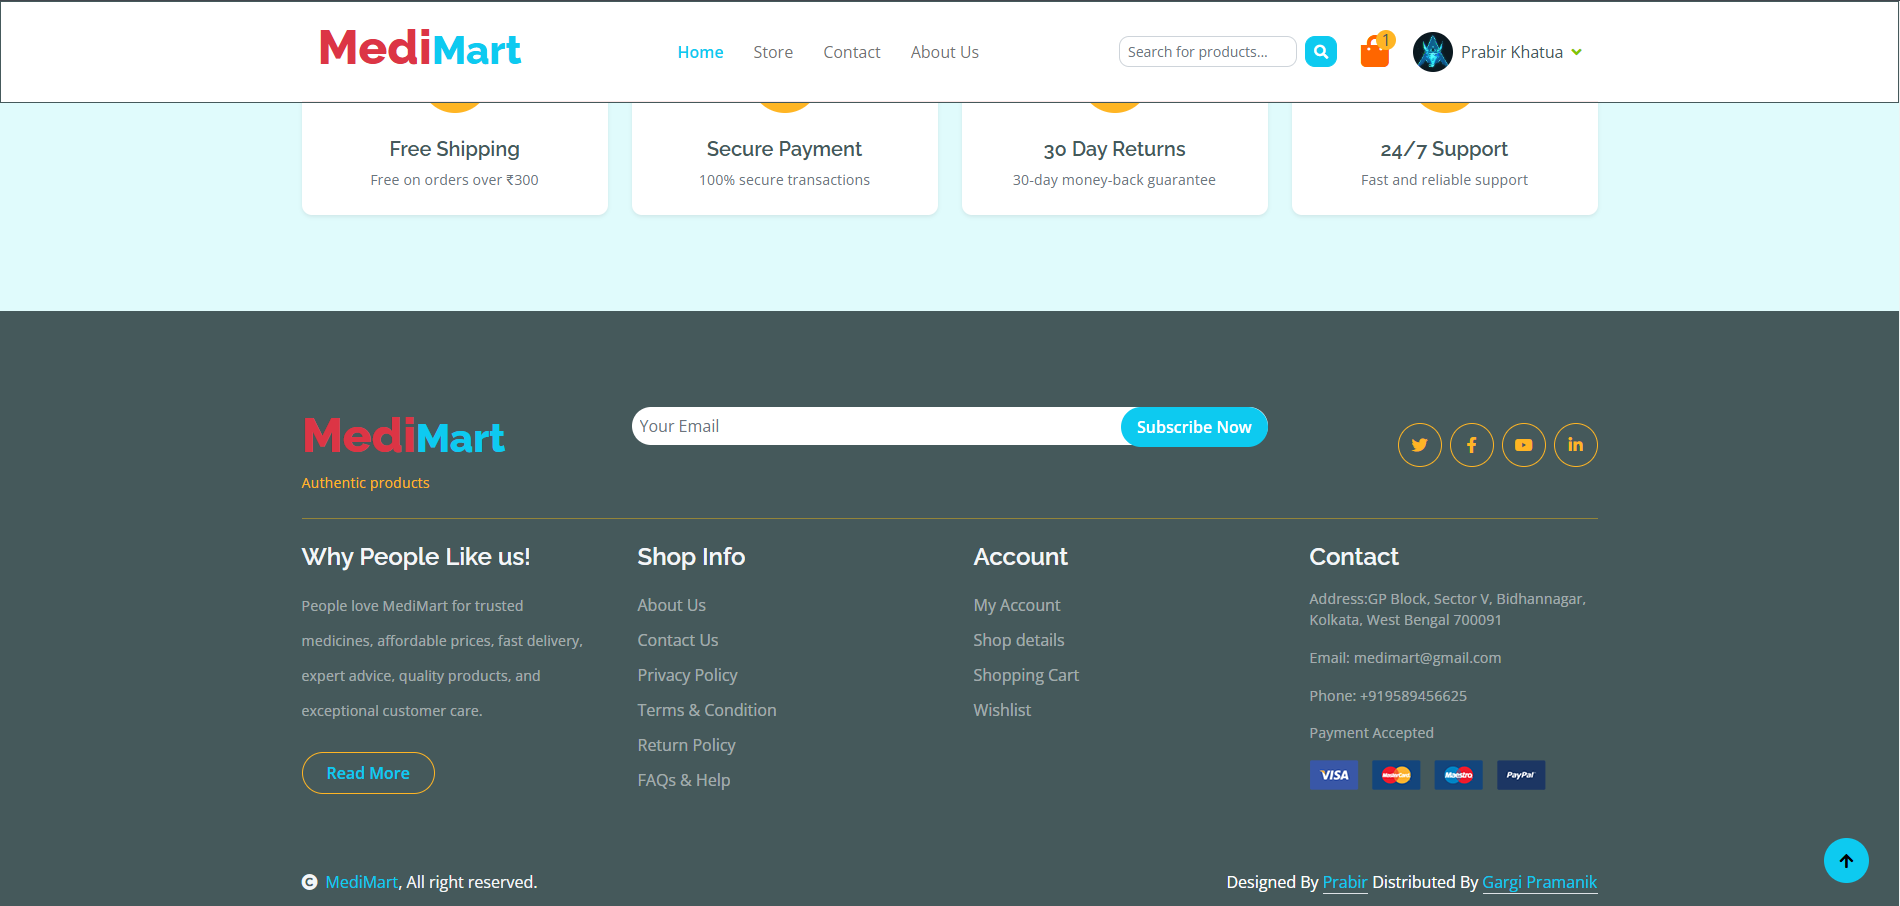 MediMart
Home
Store
Contact
About Us
Search for products...
1
Prabir Khatua
Free Shipping
Free on orders over ₹300
Secure Payment
100% secure transactions
30 Day Returns
30-day money-back guarantee
24/7 Support
Fast and reliable support
MediMart
Authentic products
Your Email
Subscribe Now
Why People Like us!
People love MediMart for trusted
medicines, affordable prices, fast delivery,
expert advice, quality products, and
exceptional customer care.
Read More
Shop Info
About Us
Contact Us
Privacy Policy
Terms & Condition
Return Policy
FAQs & Help
Account
My Account
Shop details
Shopping Cart
Wishlist
Contact
Address:GP Block, Sector V, Bidhannagar,
Kolkata, West Bengal 700091
Email: medimart@gmail.com
Phone: +919589456625
Payment Accepted
VISA
MasterCard
Maestro
PayPal
© MediMart, All right reserved.
Designed By Prabir Distributed By Gargi Pramanik